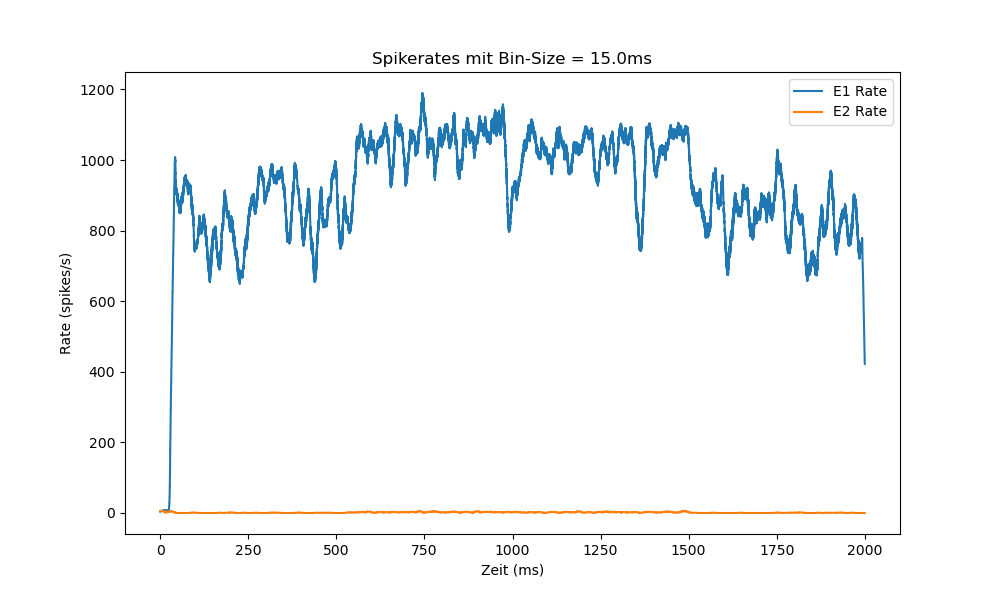 Spikerates mit Bin-Size = 15.0ms
E1 Rate
E2 Rate
1200
1000
800
600
400
200
0
Rate (spikes/s)
0 250 500 750 1000 1250 1500 1750 2000
Zeit (ms)